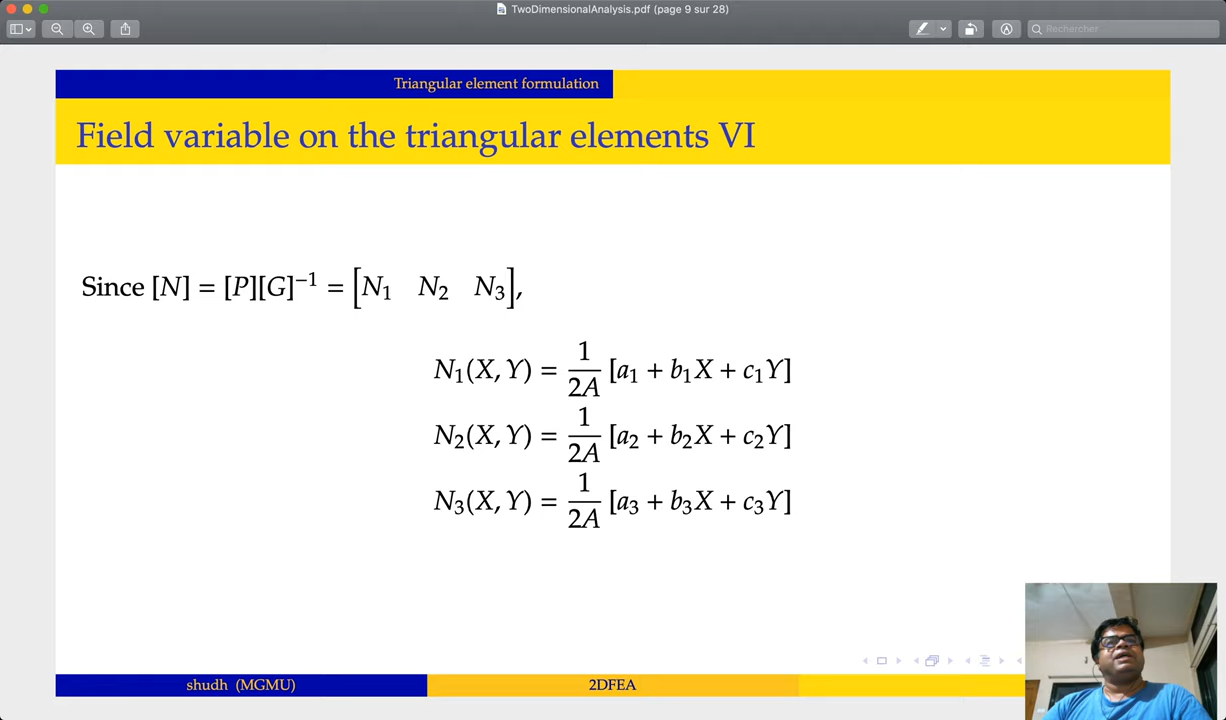 TwoDimensionalAnalysis.pdf (page 9 sur 28)
Rechercher
Triangular element formulation
Field variable on the triangular elements VI
Since [N] = [P][G]⁻¹ = [N₁ N₂ N₃],
N₁(X, Y) = 1/2A [a₁ + b₁X + c₁Y]
N₂(X, Y) = 1/2A [a₂ + b₂X + c₂Y]
N₃(X, Y) = 1/2A [a₃ + b₃X + c₃Y]
shudh (MGMU) 2DFEA